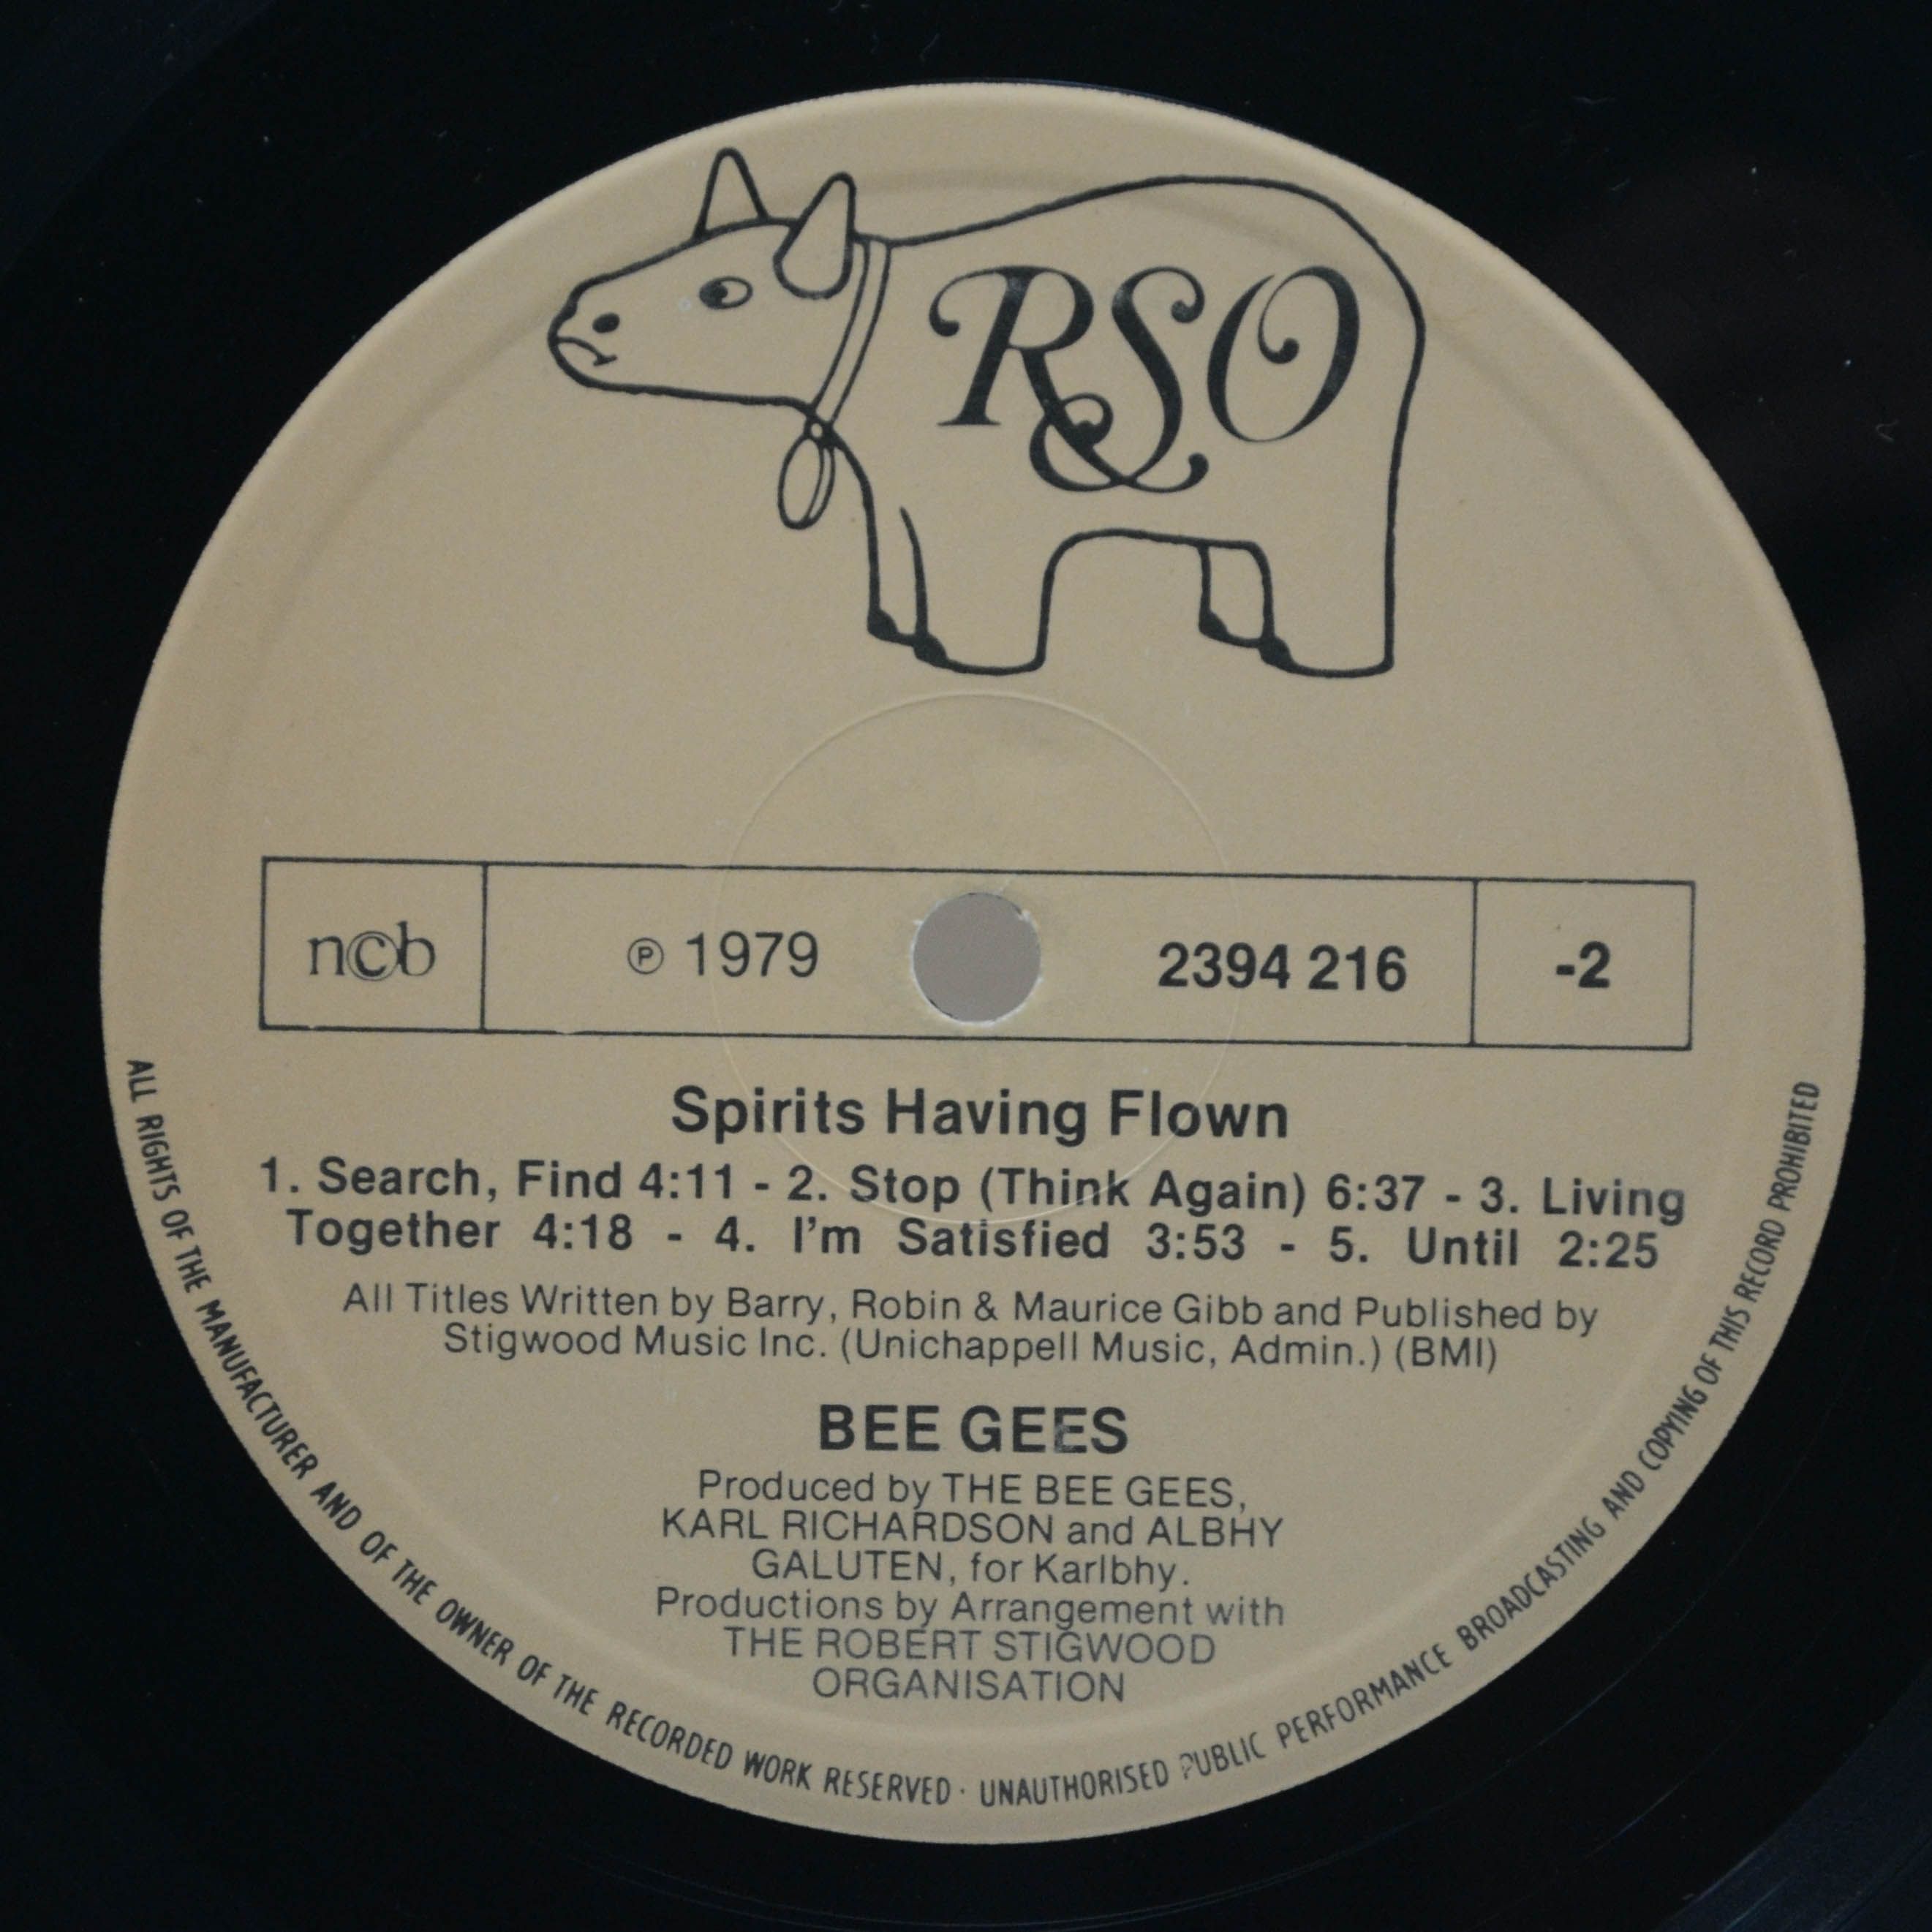 RSO
ncb
℗ 1979
2394 216
-2
Spirits Having Flown
1. Search, Find 4:11 - 2. Stop (Think Again) 6:37 - 3. Living
Together 4:18 - 4. I'm Satisfied 3:53 - 5. Until 2:25
All Titles Written by Barry, Robin & Maurice Gibb and Published by
Stigwood Music Inc. (Unichappell Music, Admin.) (BMI)
BEE GEES
Produced by THE BEE GEES,
KARL RICHARDSON and ALBHY
GALUTEN, for Karlbhy.
Productions by Arrangement with
THE ROBERT STIGWOOD
ORGANISATION
ALL RIGHTS OF THE MANUFACTURER AND OF THE OWNER OF THE RECORDED WORK RESERVED · UNAUTHORISED PUBLIC PERFORMANCE BROADCASTING AND COPYING OF THIS RECORD PROHIBITED